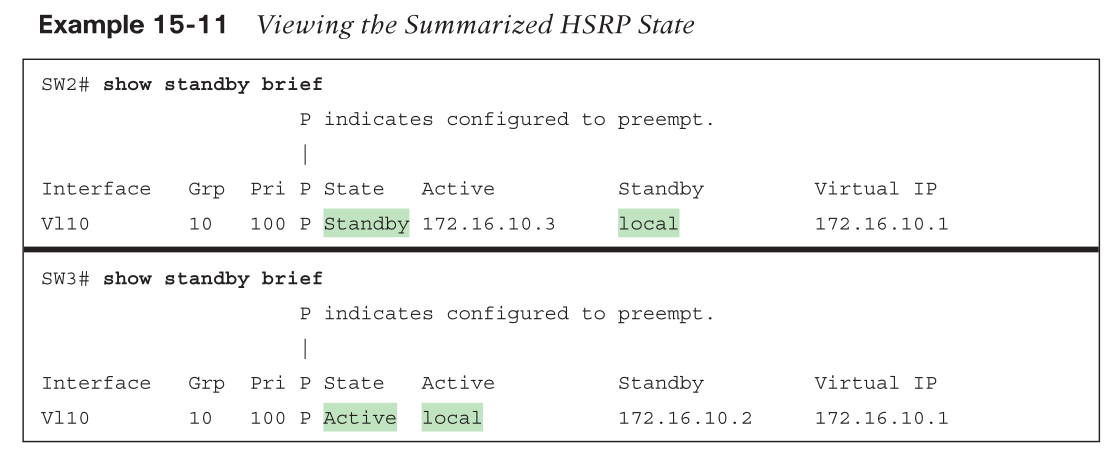 Example 15-11 Viewing the Summarized HSRP State
SW2# show standby brief
P indicates configured to preempt.
|
Interface Grp Pri P State Active Standby Virtual IP
Vl10 10 100 P Standby 172.16.10.3 local 172.16.10.1
SW3# show standby brief
P indicates configured to preempt.
|
Interface Grp Pri P State Active Standby Virtual IP
Vl10 10 100 P Active local 172.16.10.2 172.16.10.1